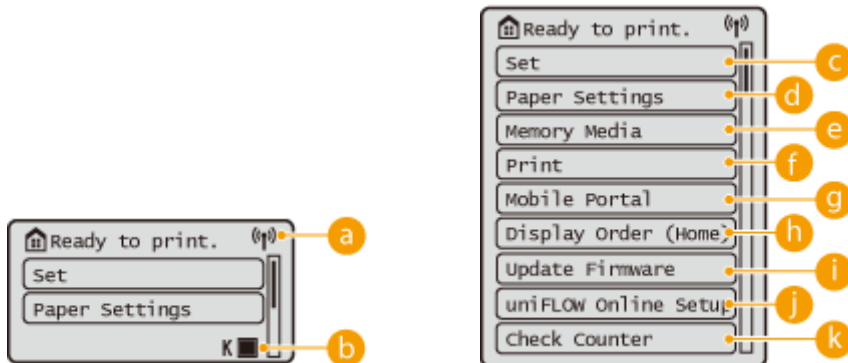 Ready to print.
a
Set
Paper Settings
K
b
Ready to print.
Set
c
Paper Settings
d
Memory Media
e
Print
f
Mobile Portal
g
Display Order (Home)
h
Update Firmware
i
uniFLOW Online Setup
j
Check Counter
k